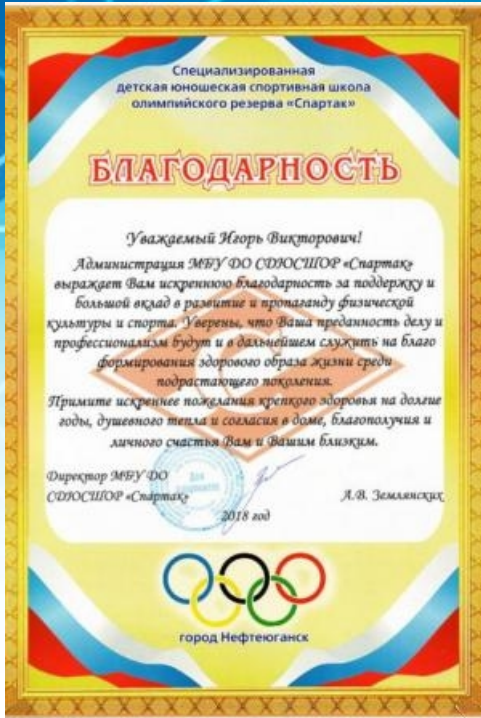 Специализированная
детская юношеская спортивная школа
олимпийского резерва «Спартак»
БЛАГОДАРНОСТЬ
Уважаемый Игорь Викторович!
Администрация МБУ ДО СДЮСШОР «Спартак»
выражает Вам искреннюю благодарность за поддержку и
большой вклад в развитие и пропаганду физической
культуры и спорта. Уверены, что Ваша преданность делу и
профессионализм будут и в дальнейшем служить на благо
формирования здорового образа жизни среди
подрастающего поколения.
Примите искреннее пожелания крепкого здоровья на долгие
годы, душевного тепла и согласия в доме, благополучия и
личного счастья Вам и Вашим близким.
Директор МБУ ДО
СДЮСШОР «Спартак»
А.В. Землянских
Для
документов
2018 год
город Нефтеюганск